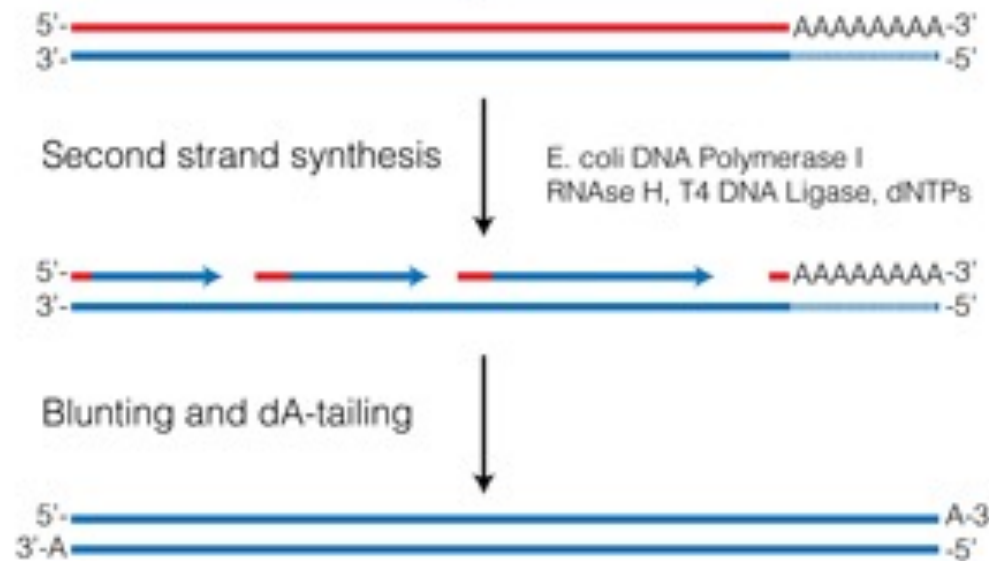 5'- AAAAAAAA-3'
3'- -5'
Second strand synthesis
E. coli DNA Polymerase I
RNAse H, T4 DNA Ligase, dNTPs
5'- AAAAAAAA-3'
3'- -5'
Blunting and dA-tailing
5'- A-3
3'-A -5'